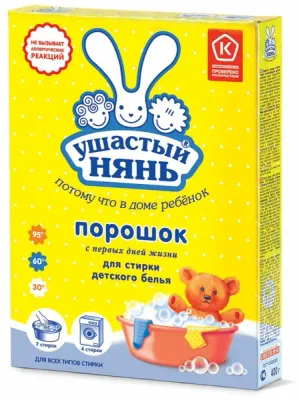 НЕ ВЫЗЫВАЕТ
АЛЛЕРГИЧЕСКИХ
РЕАКЦИЙ
К
ПРОВЕРЕНО
УШАСТЫЙ
НЯНЬ
потому что в доме ребёнок
порошок
с первых дней жизни
для стирки
детского белья
95°
60°
30°
7 стирок
4 стирки
ДЛЯ ВСЕХ ТИПОВ СТИРКИ
400 г